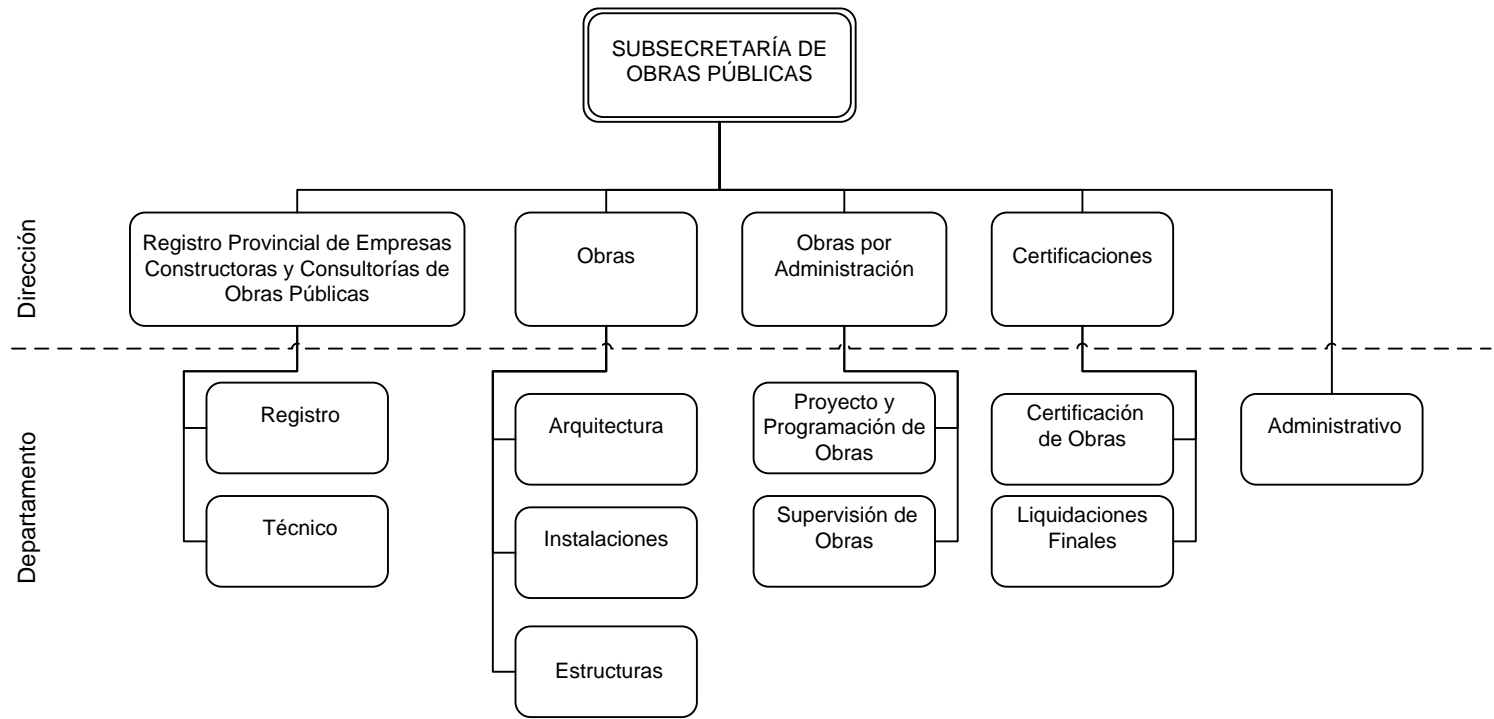 SUBSECRETARÍA DE
OBRAS PÚBLICAS
Dirección
Registro Provincial de Empresas
Constructoras y Consultorías de
Obras Públicas
Obras
Obras por
Administración
Certificaciones
Departamento
Registro
Técnico
Arquitectura
Instalaciones
Estructuras
Proyecto y
Programación de
Obras
Supervisión de
Obras
Certificación
de Obras
Liquidaciones
Finales
Administrativo